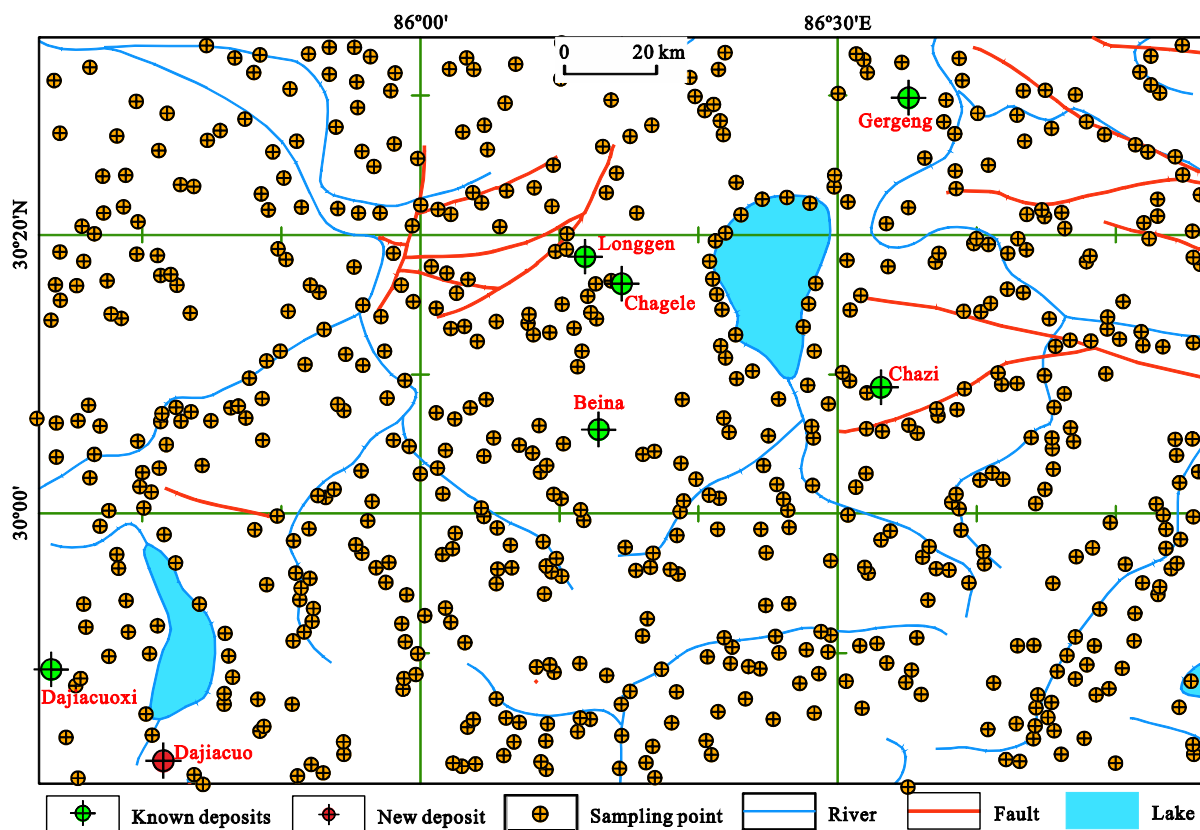 86°00'
86°30'E
0
20 km
Gergeng
30°20'N
Longgen
Chagele
Chazi
Beina
30°00'
Dajiacuoxi
Dajiacuo
Known deposits
New deposit
Sampling point
River
Fault
Lake